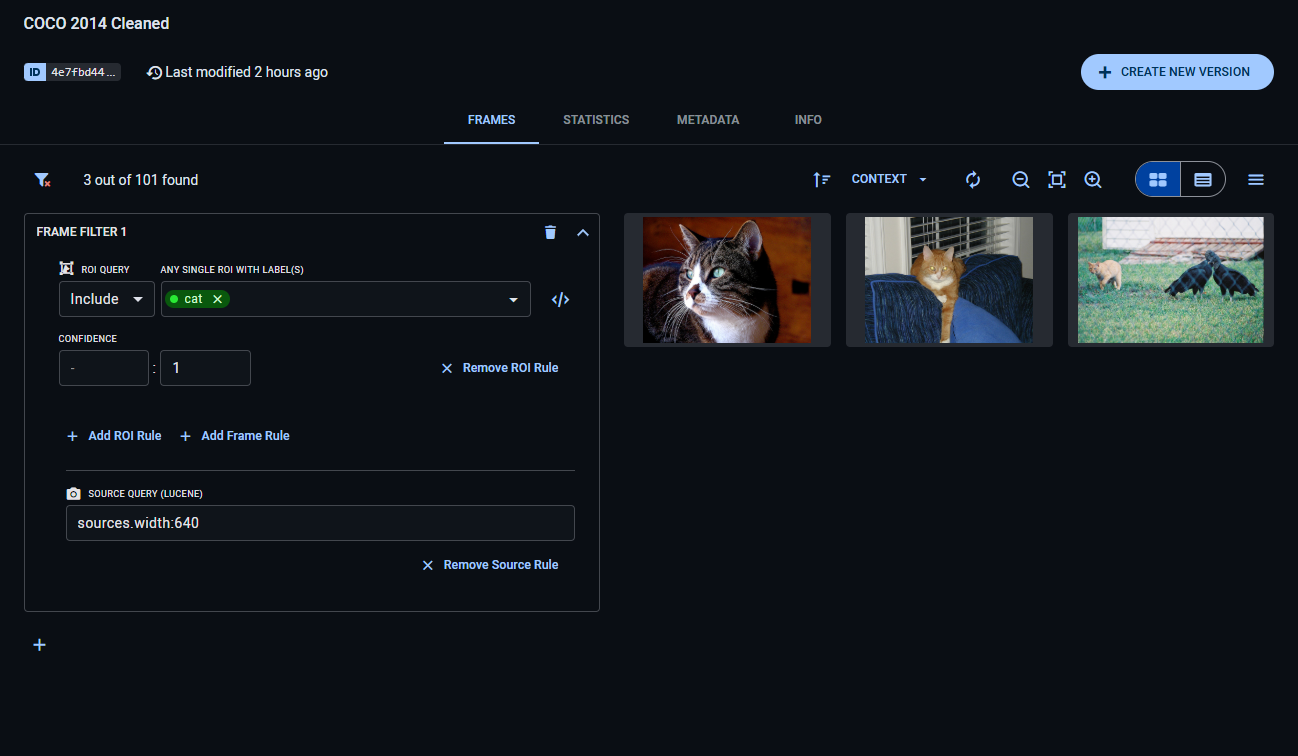 COCO 2014 Cleaned
ID 4e7fbd44...
Last modified 2 hours ago
CREATE NEW VERSION
FRAMES
STATISTICS
METADATA
INFO
3 out of 101 found
CONTEXT
FRAME FILTER 1
ROI QUERY
ANY SINGLE ROI WITH LABEL(S)
Include
cat
</>
CONFIDENCE
-
:
1
Remove ROI Rule
Add ROI Rule
Add Frame Rule
SOURCE QUERY (LUCENE)
sources.width:640
Remove Source Rule